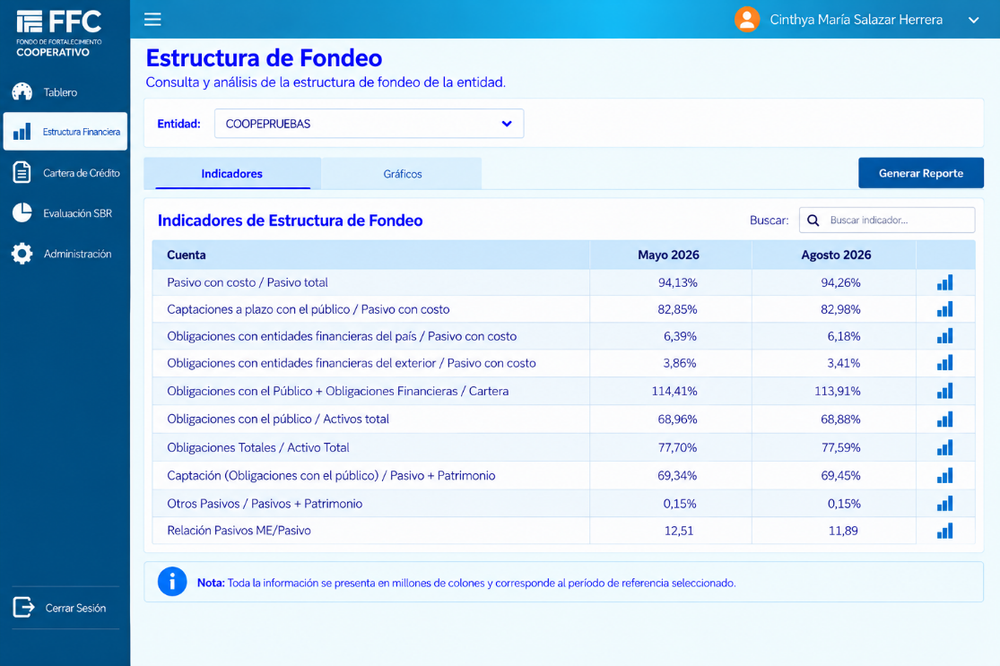 FFC
FONDO DE FORTALECIMIENTO
COOPERATIVO
Cinthya María Salazar Herrera
Tablero
Estructura Financiera
Cartera de Crédito
Evaluación SBR
Administración
Cerrar Sesión
Estructura de Fondeo
Consulta y análisis de la estructura de fondeo de la entidad.
Entidad: COOPEPRUEBAS
Indicadores Gráficos Generar Reporte
Indicadores de Estructura de Fondeo Buscar: Buscar indicador...
Cuenta Mayo 2026 Agosto 2026
Pasivo con costo / Pasivo total 94,13% 94,26%
Captaciones a plazo con el público / Pasivo con costo 82,85% 82,98%
Obligaciones con entidades financieras del país / Pasivo con costo 6,39% 6,18%
Obligaciones con entidades financieras del exterior / Pasivo con costo 3,86% 3,41%
Obligaciones con el Público + Obligaciones Financieras / Cartera 114,41% 113,91%
Obligaciones con el público / Activos total 68,96% 68,88%
Obligaciones Totales / Activo Total 77,70% 77,59%
Captación (Obligaciones con el público) / Pasivo + Patrimonio 69,34% 69,45%
Otros Pasivos / Pasivos + Patrimonio 0,15% 0,15%
Relación Pasivos ME/Pasivo 12,51 11,89
Nota: Toda la información se presenta en millones de colones y corresponde al período de referencia seleccionado.